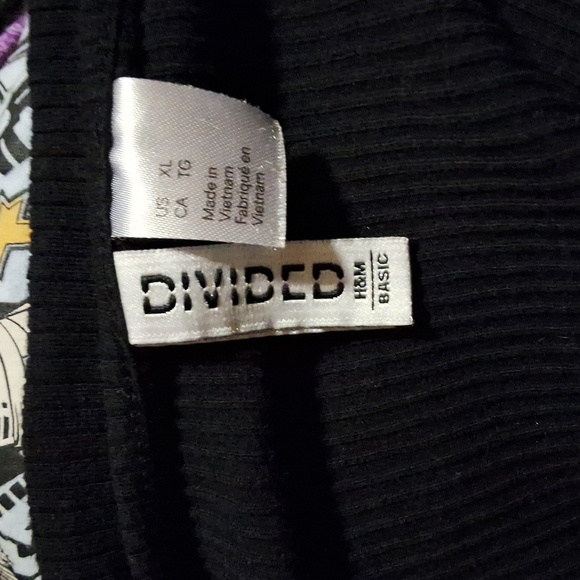 US XL
CA TG
Made in
Vietnam
Fabriqué en
Vietnam
DIVIDED
H&M
BASIC